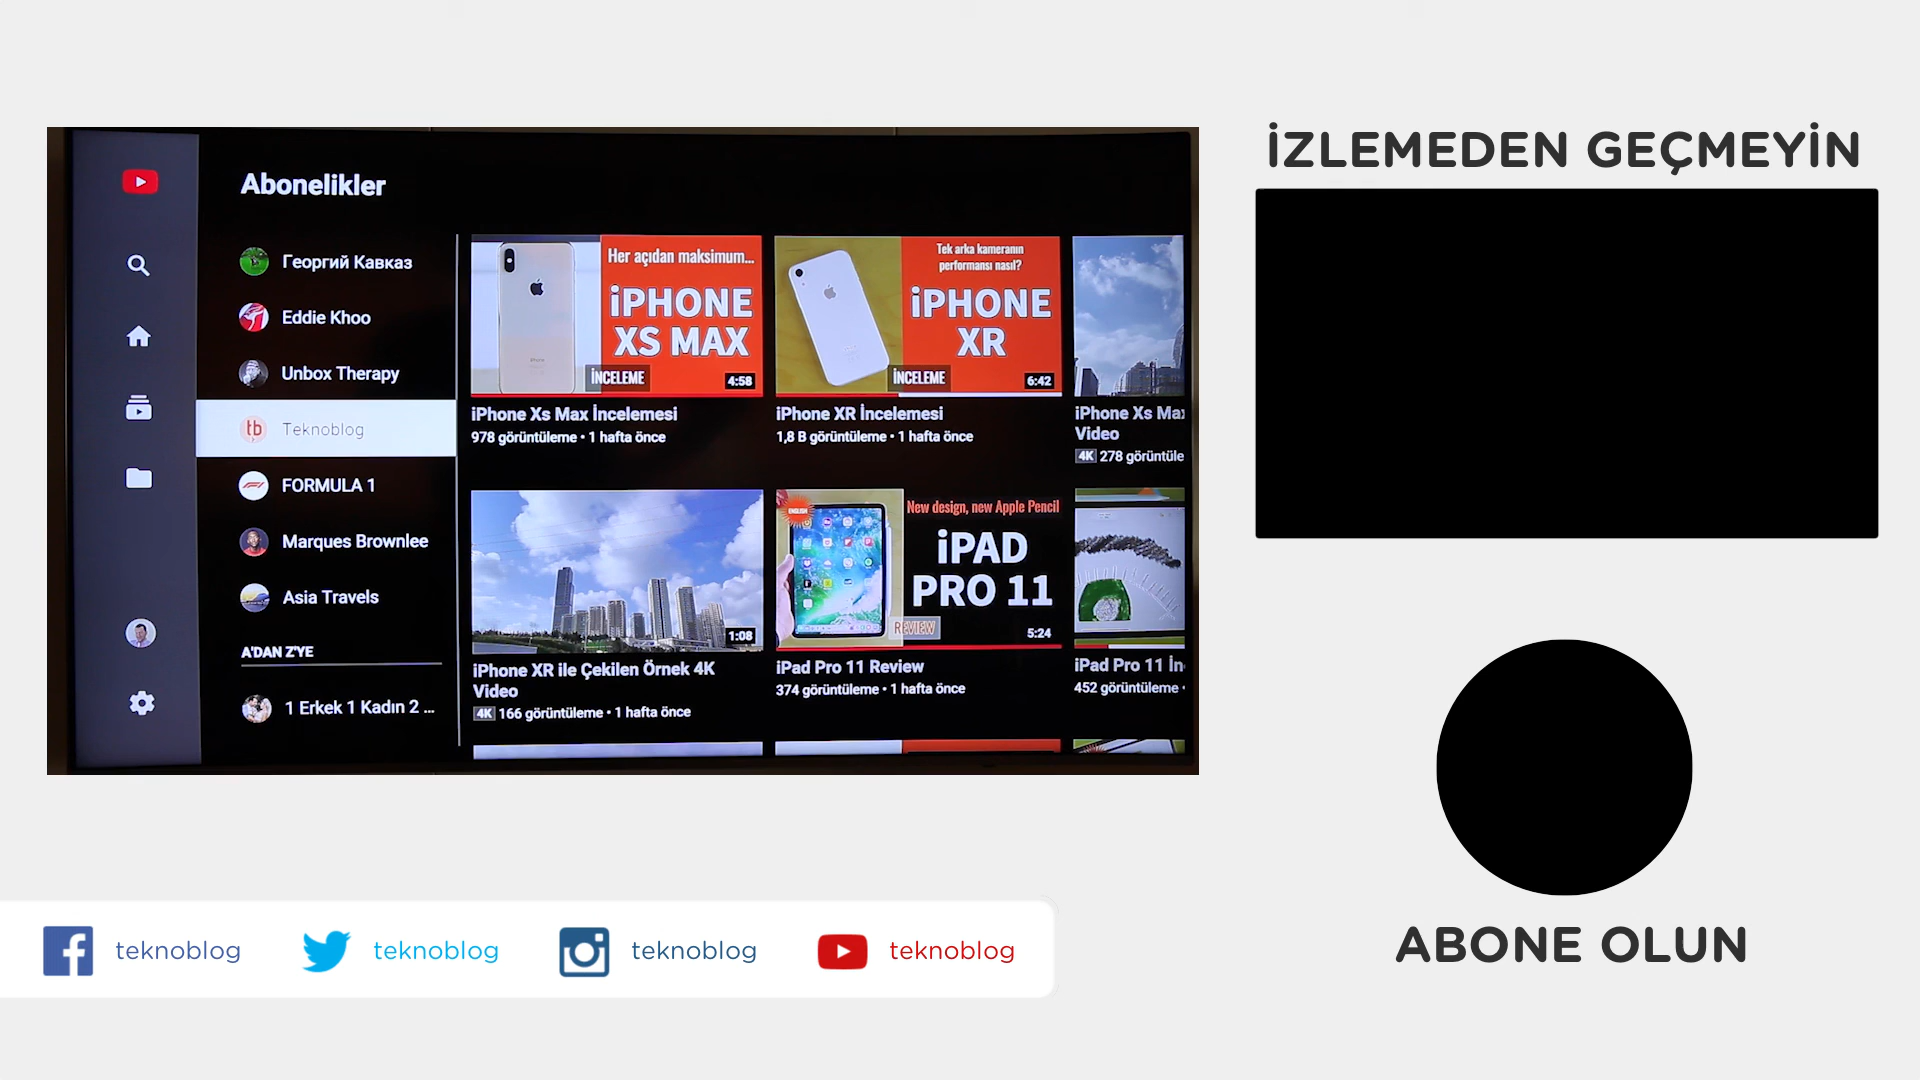 İZLEMEDEN GEÇMEYİN
Abonelikler
Георгий Кавказ
Eddie Khoo
Unbox Therapy
tb Teknoblog
FORMULA 1
Marques Brownlee
Asia Travels
A'DAN Z'YE
1 Erkek 1 Kadın 2 ...
Her açıdan maksimum...
iPHONE
XS MAX
İNCELEME
4:58
iPhone Xs Max İncelemesi
978 görüntüleme • 1 hafta önce
Tek arka kameranın
performansı nasıl?
iPHONE
XR
İNCELEME
6:42
iPhone XR İncelemesi
1,8 B görüntüleme • 1 hafta önce
iPhone Xs Max
Video
4K 278 görüntüle
1:08
iPhone XR ile Çekilen Örnek 4K
Video
4K 166 görüntüleme • 1 hafta önce
ENGLISH
New design, new Apple Pencil
iPAD
PRO 11
REVIEW
5:24
iPad Pro 11 Review
374 görüntüleme • 1 hafta önce
iPad Pro 11 İn
452 görüntüleme •
teknoblog
teknoblog
teknoblog
teknoblog
ABONE OLUN